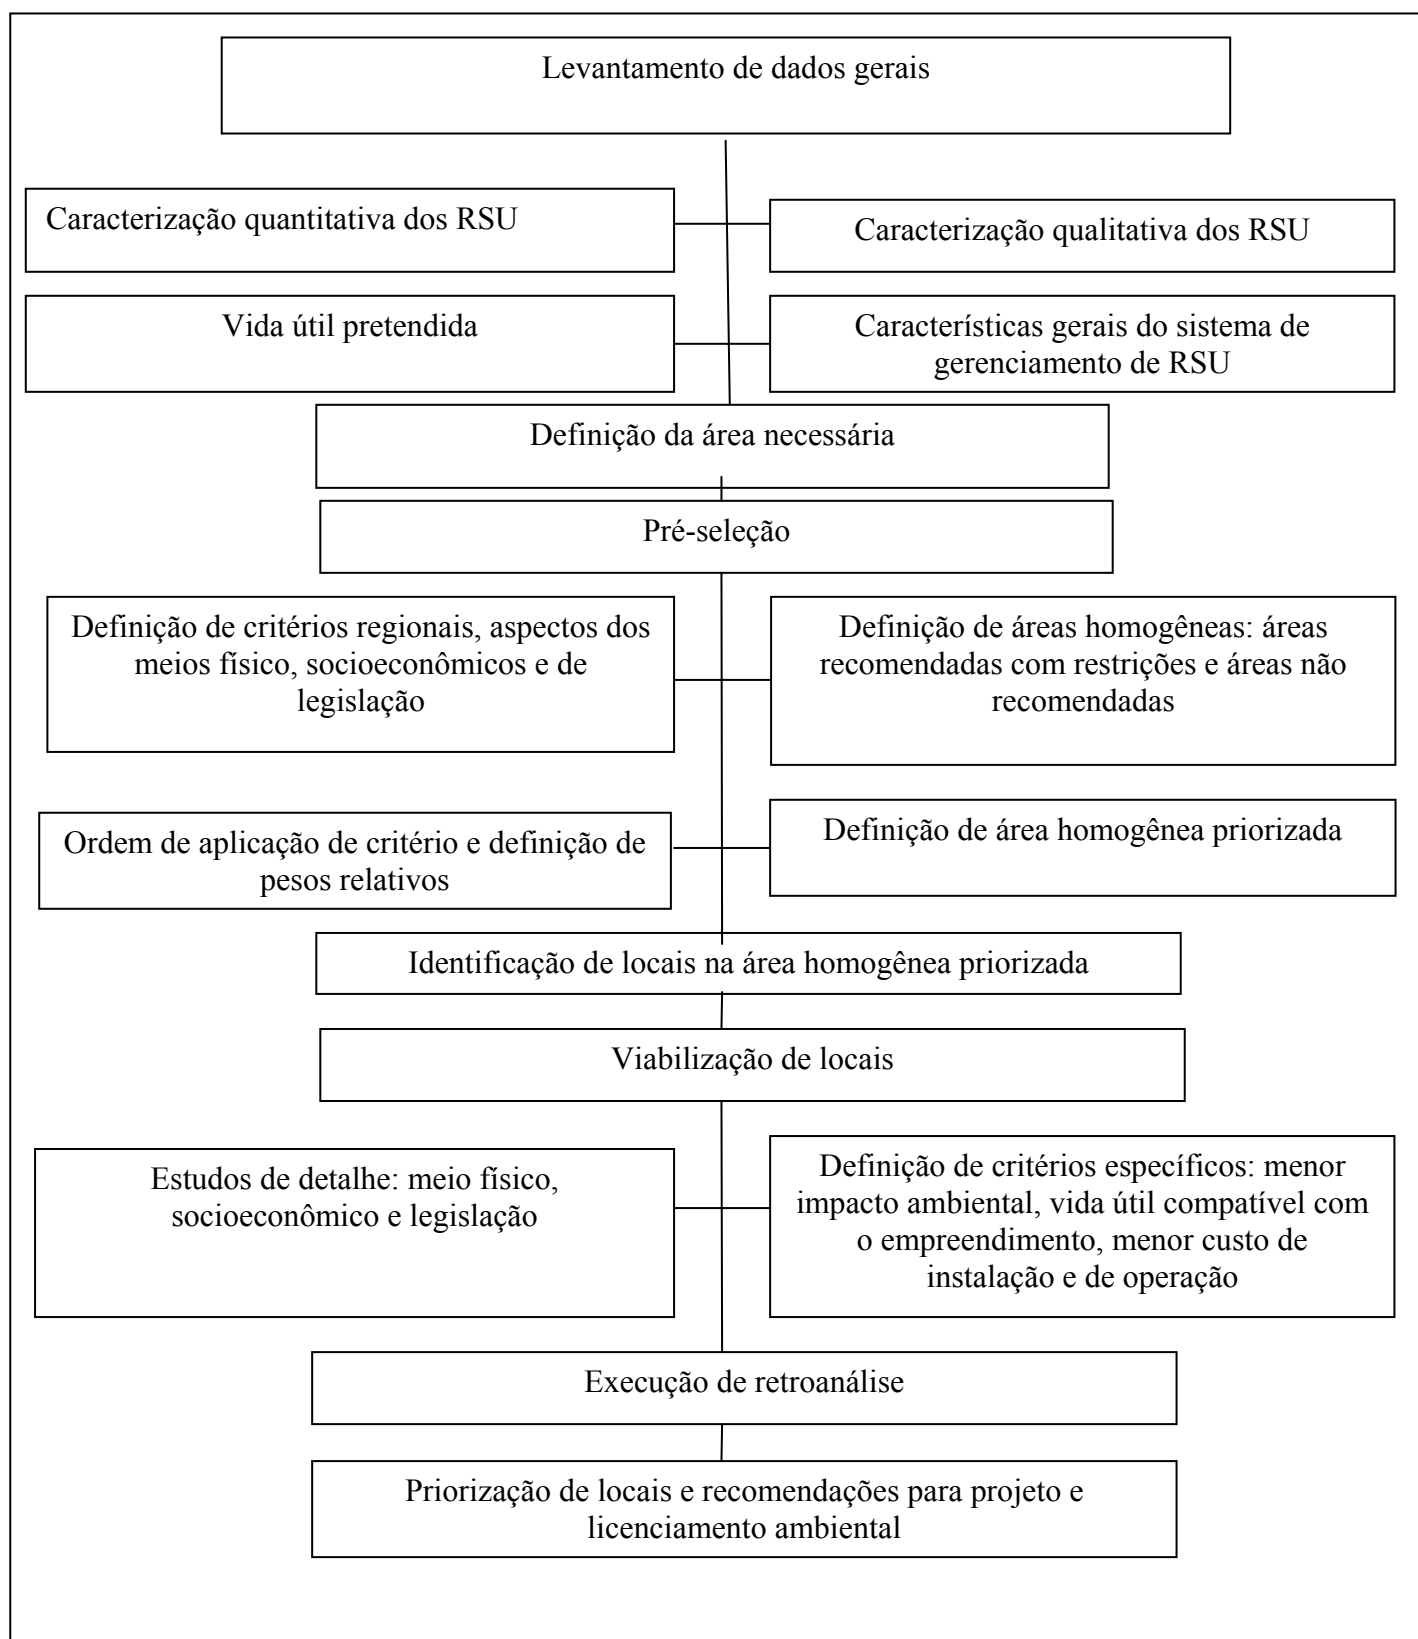 Levantamento de dados gerais
Caracterização quantitativa dos RSU
Caracterização qualitativa dos RSU
Vida útil pretendida
Característícas gerais do sistema de
gerenciamento de RSU
Definição da área necessária
Pré-seleção
Definição de critérios regionais, aspectos dos
meios físico, socioeconômicos e de
legislação
Definição de áreas homogêneas: áreas
recomendadas com restrições e áreas não
recomendadas
Ordem de aplicação de critério e definição de
pesos relativos
Definição de área homogênea priorizada
Identificação de locais na área homogênea priorizada
Viabilização de locais
Estudos de detalhe: meio físico,
socioeconômico e legislação
Definição de critérios específicos: menor
impacto ambiental, vida útil compatível com
o empreendimento, menor custo de
instalação e de operação
Execução de retroanálise
Priorização de locais e recomendações para projeto e
licenciamento ambiental